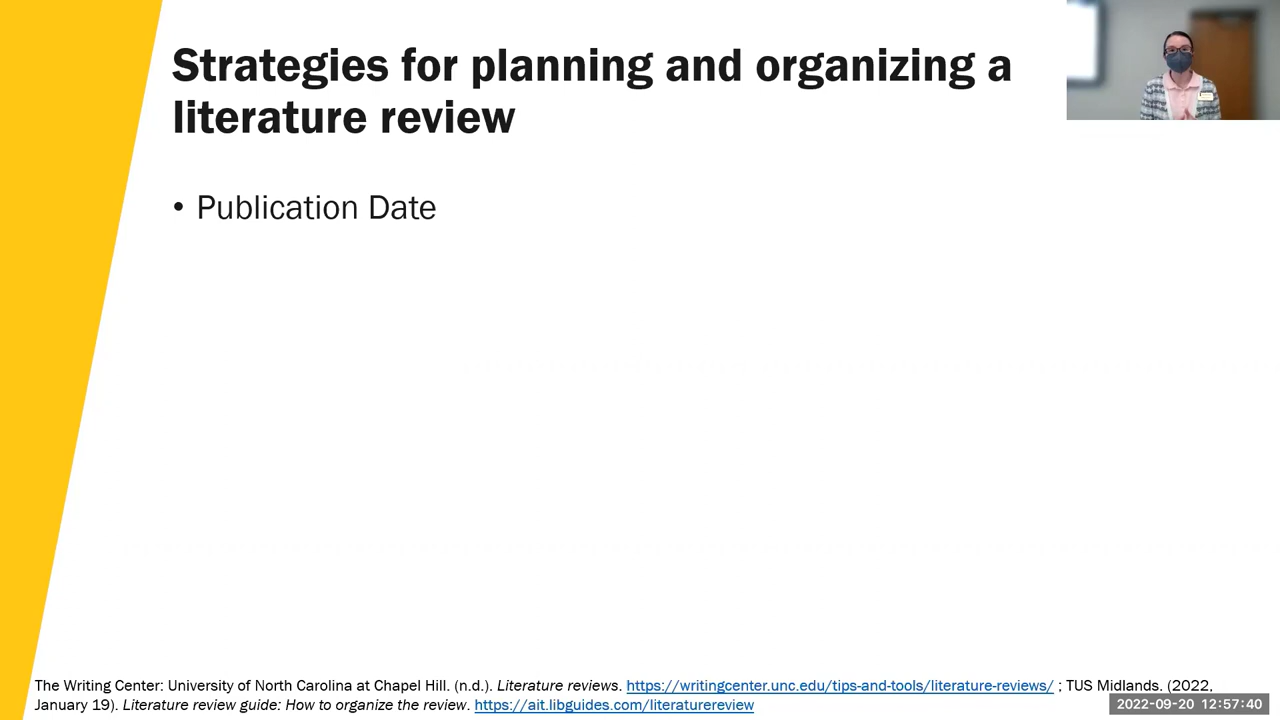 Strategies for planning and organizing a
literature review
• Publication Date
The Writing Center: University of North Carolina at Chapel Hill. (n.d.). Literature reviews. https://writingcenter.unc.edu/tips-and-tools/literature-reviews/ ; TUS Midlands. (2022,
January 19). Literature review guide: How to organize the review. https://ait.libguides.com/literaturereview
2022-09-20 12:57:40